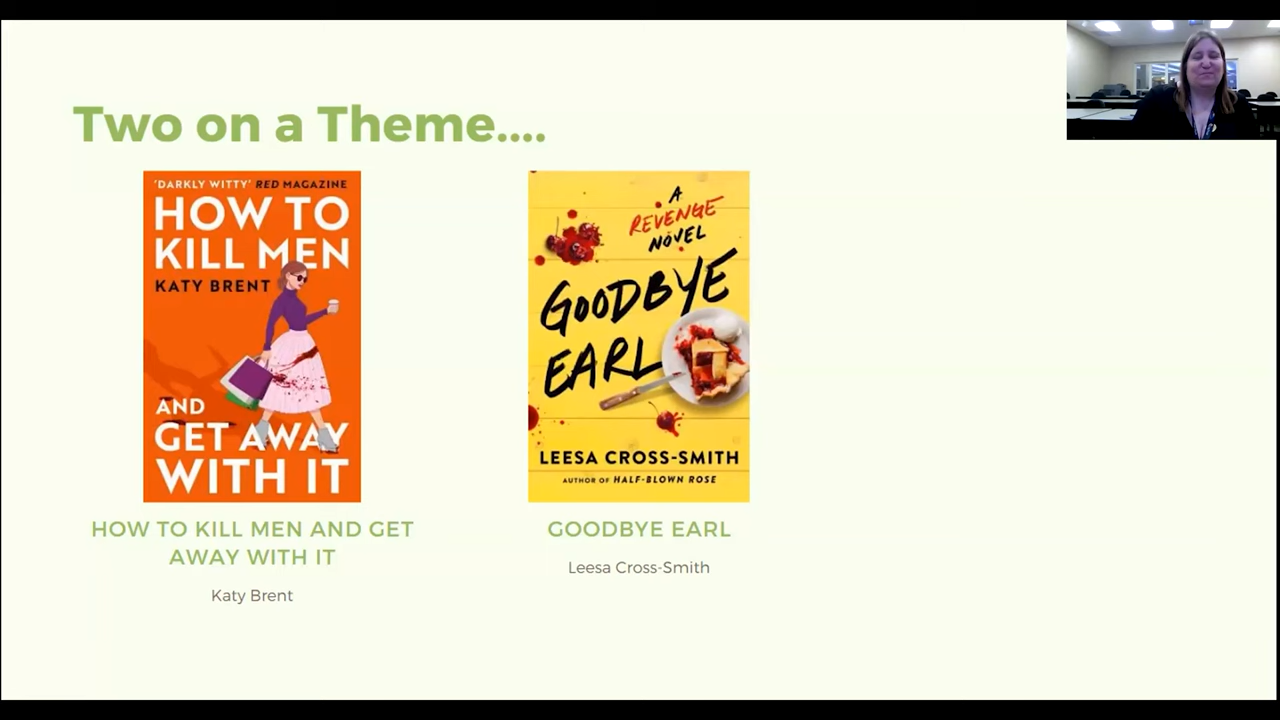 Two on a Theme....
'DARKLY WITTY' RED MAGAZINE
HOW TO
KILL MEN
KATY BRENT
AND
GET AWAY
WITH IT
HOW TO KILL MEN AND GET
AWAY WITH IT
Katy Brent
A
REVENGE
NOVEL
GOODBYE
EARL
LEESA CROSS-SMITH
AUTHOR OF HALF-BLOWN ROSE
GOODBYE EARL
Leesa Cross-Smith